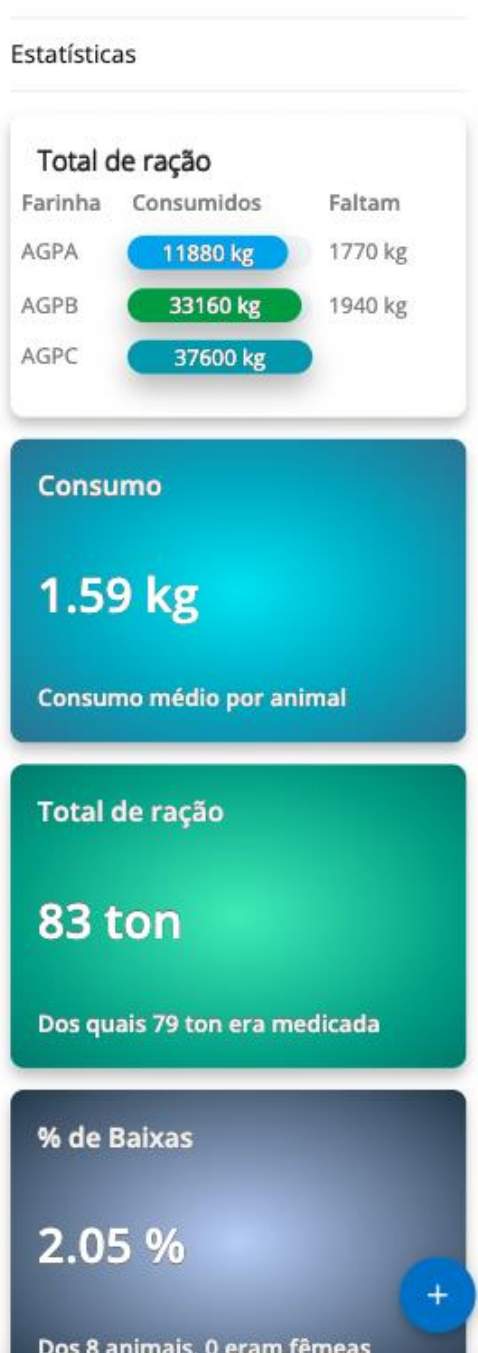 Estatísticas
Total de ração
Farinha Consumidos Faltam
AGPA 11880 kg 1770 kg
AGPB 33160 kg 1940 kg
AGPC 37600 kg
Consumo
1.59 kg
Consumo médio por animal
Total de ração
83 ton
Dos quais 79 ton era medicada
% de Baixas
2.05 %
+
Dos 8 animais, 0 eram fêmeas